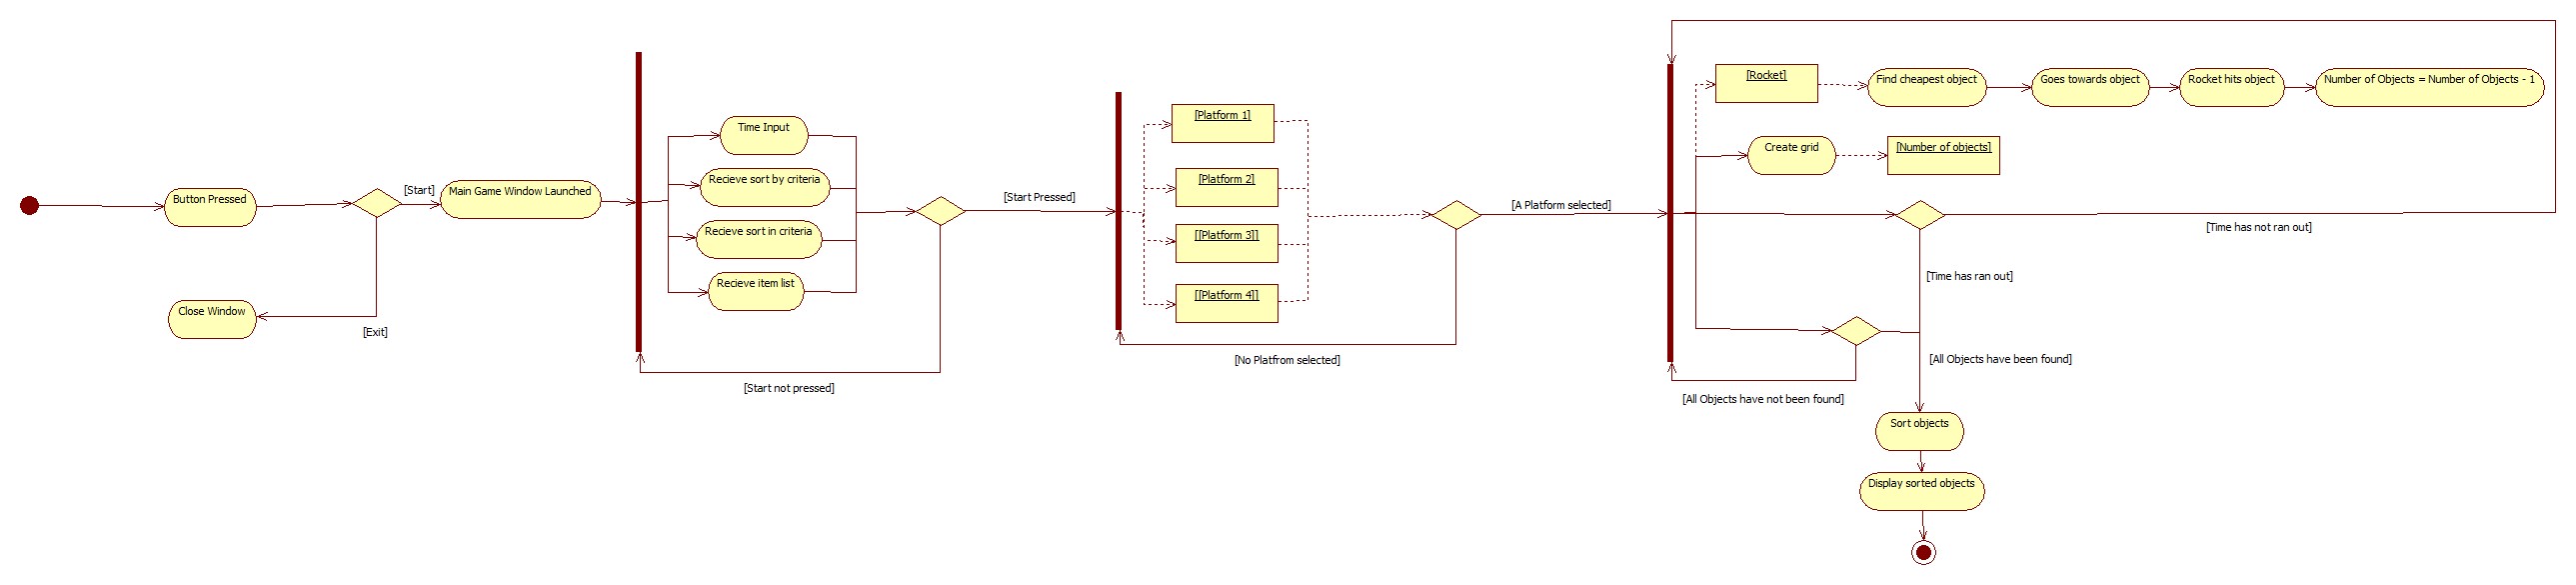 Button Pressed
[Start]
Main Game Window Launched
Close Window
[Exit]
Time Input
Recieve sort by criteria
Recieve sort in criteria
Recieve item list
[Start Pressed]
[Start not pressed]
[Platform 1]
[Platform 2]
[[Platform 3]]
[[Platform 4]]
[A Platform selected]
[No Platfrom selected]
[Rocket]
Find cheapest object
Goes towards object
Rocket hits object
Number of Objects = Number of Objects - 1
Create grid
[Number of objects]
[Time has not ran out]
[Time has ran out]
[All Objects have been found]
[All Objects have not been found]
Sort objects
Display sorted objects